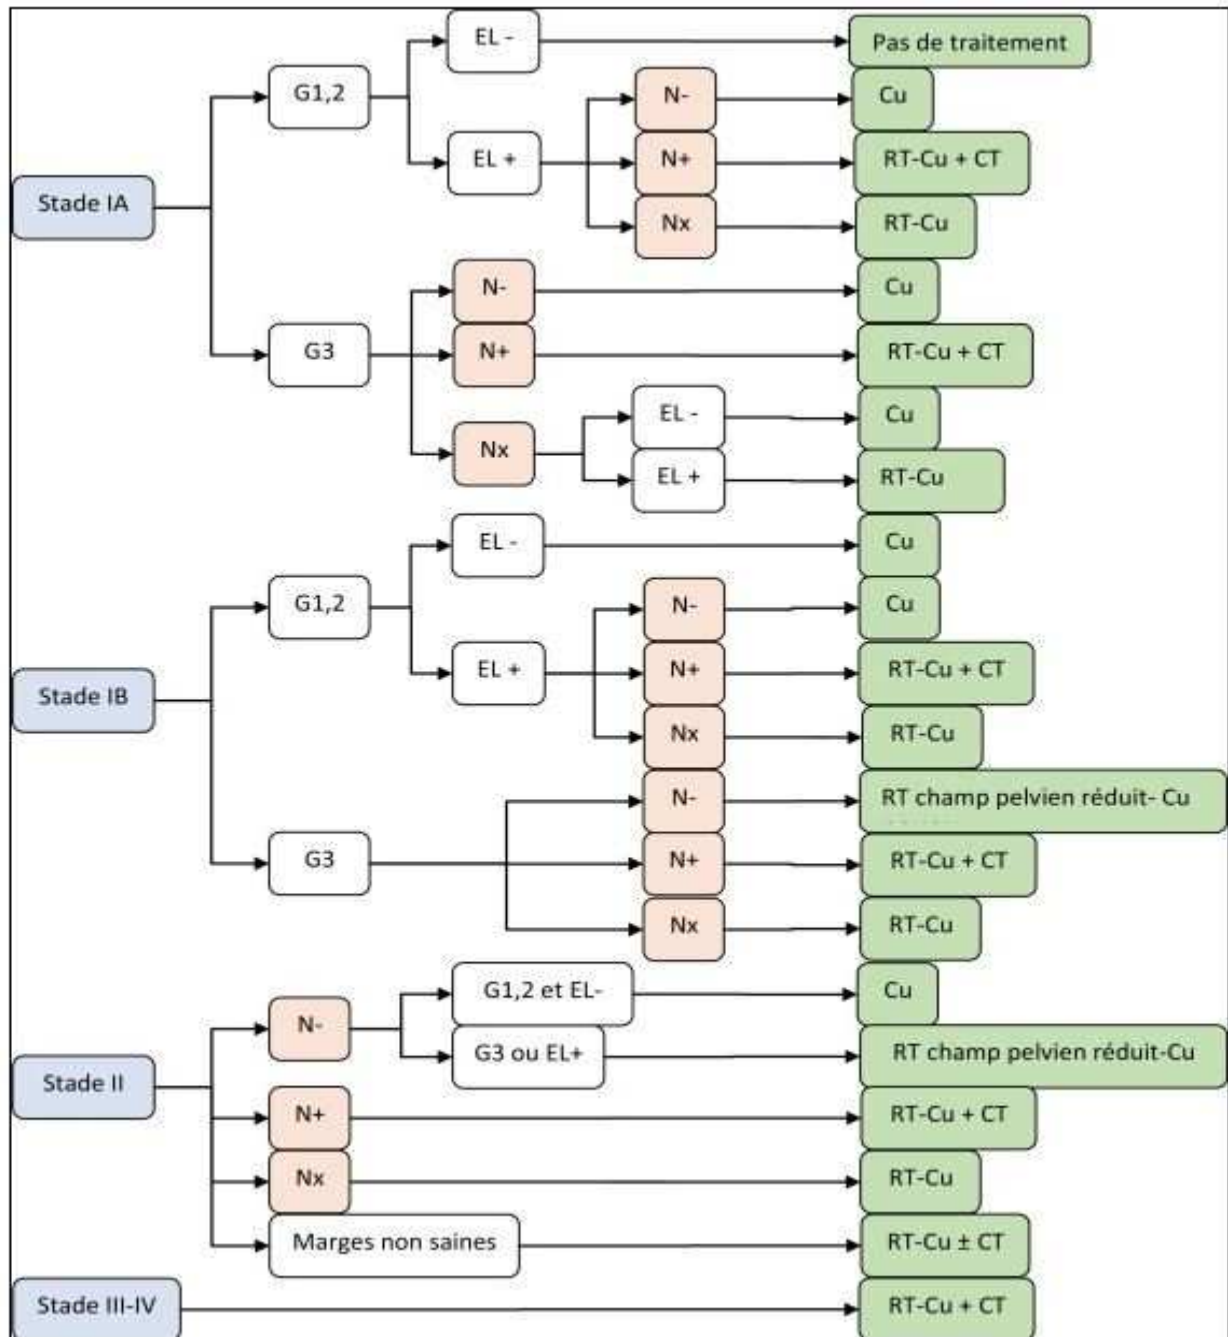 EL -
Pas de traitement
G1,2
N-
Cu
EL +
N+
RT-Cu + CT
Stade IA
Nx
RT-Cu
N-
Cu
G3
N+
RT-Cu + CT
EL -
Cu
Nx
EL +
RT-Cu
EL -
Cu
G1,2
N-
Cu
EL +
N+
RT-Cu + CT
Stade IB
Nx
RT-Cu
N-
RT champ pelvien réduit- Cu
G3
N+
RT-Cu + CT
Nx
RT-Cu
G1,2 et EL-
Cu
N-
G3 ou EL+
RT champ pelvien réduit-Cu
Stade II
N+
RT-Cu + CT
Nx
RT-Cu
Marges non saines
RT-Cu ± CT
Stade III-IV
RT-Cu + CT